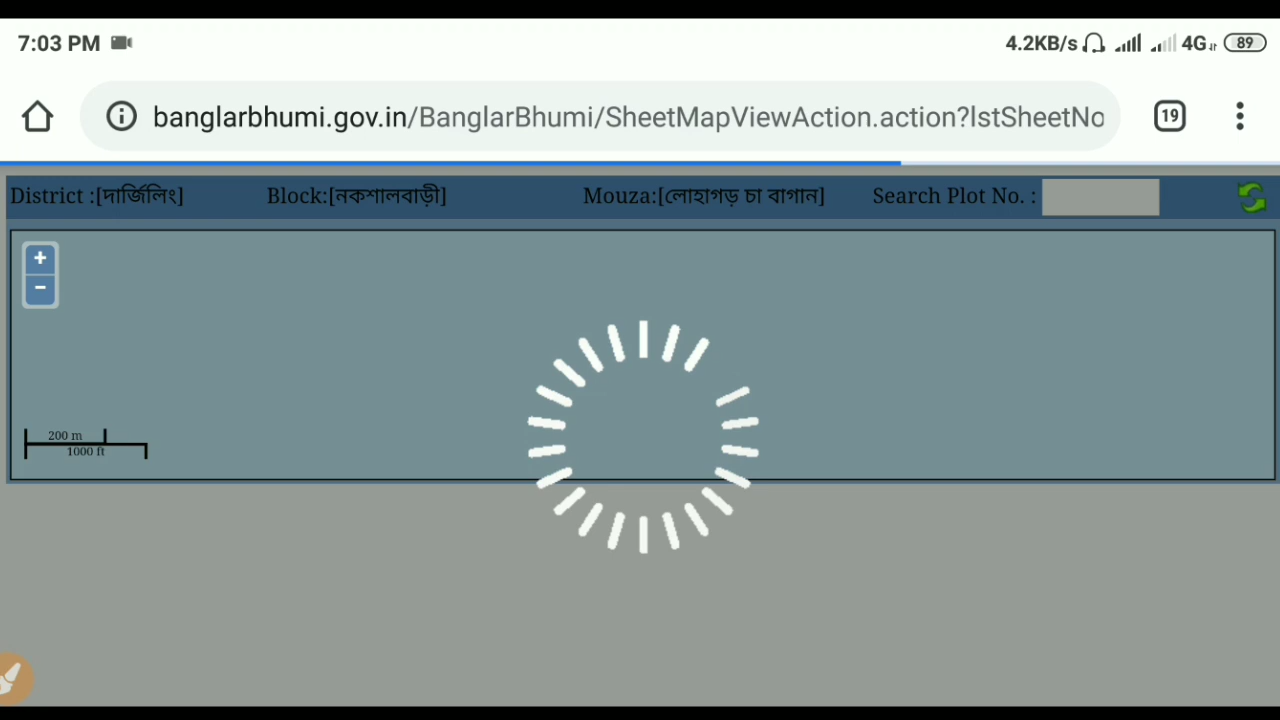 7:03 PM 4.2KB/s 4G 89
banglarbhumi.gov.in/BanglarBhumi/SheetMapViewAction.action?lstSheetNo 19
District :[দার্জিলিং] Block:[নকশালবাড়ী] Mouza:[লোহাগড় চা বাগান] Search Plot No. :
+
−
200 m
1000 ft